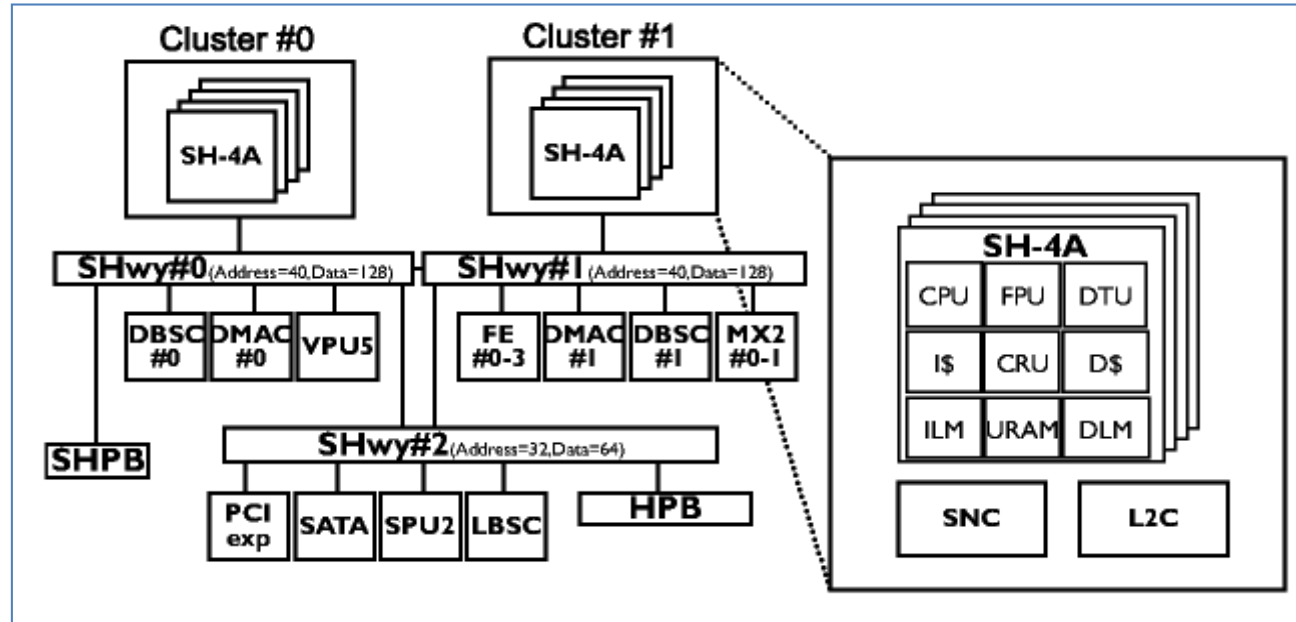 Cluster #0
Cluster #1
SH-4A
SH-4A
SHwy#0(Address=40,Data=128)
SHwy#1(Address=40,Data=128)
DBSC
#0
DMAC
#0
VPU5
FE
#0-3
DMAC
#1
DBSC
#1
MX2
#0-1
SHPB
SHwy#2(Address=32,Data=64)
PCI
exp
SATA
SPU2
LBSC
HPB
SH-4A
CPU
FPU
DTU
I$
CRU
D$
ILM
URAM
DLM
SNC
L2C